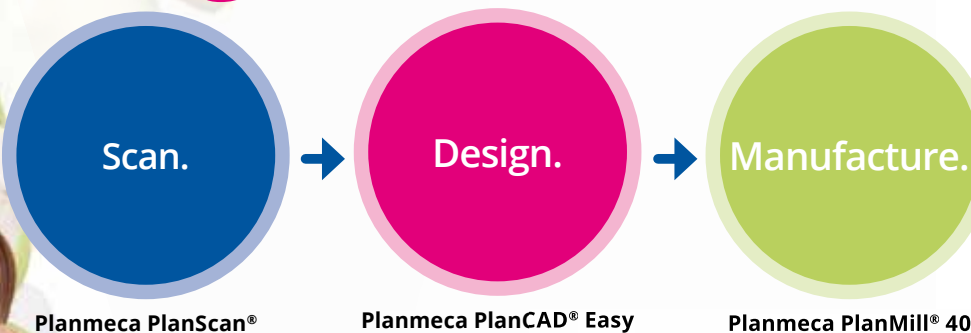 Scan.
Design.
Manufacture.
Planmeca PlanScan®
Planmeca PlanCAD® Easy
Planmeca PlanMill® 40